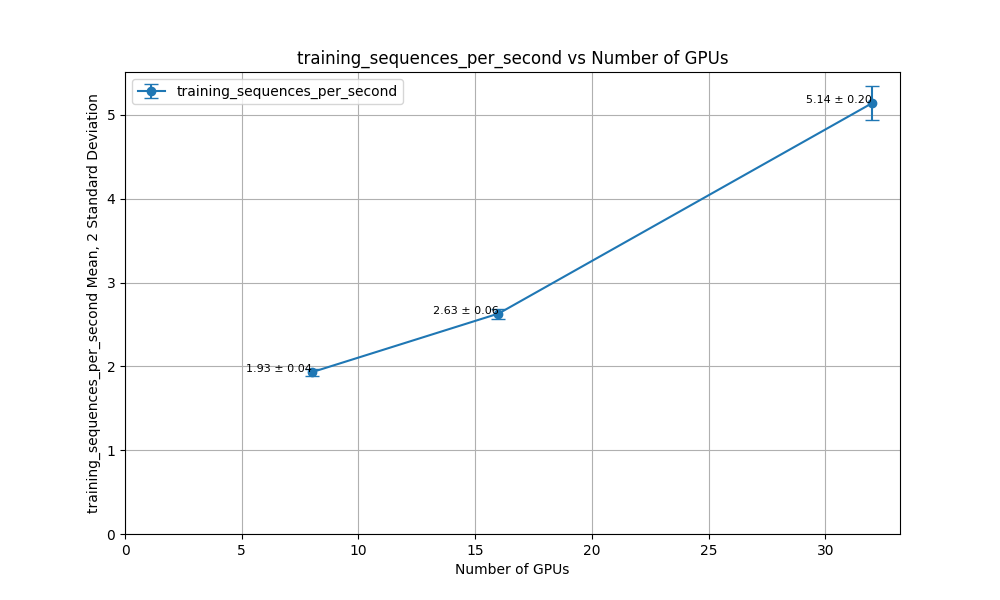 training_sequences_per_second vs Number of GPUs
training_sequences_per_second
training_sequences_per_second Mean, 2 Standard Deviation
5
4
3
2
1
0
5.14 ± 0.20
2.63 ± 0.06
1.93 ± 0.04
0 5 10 15 20 25 30
Number of GPUs